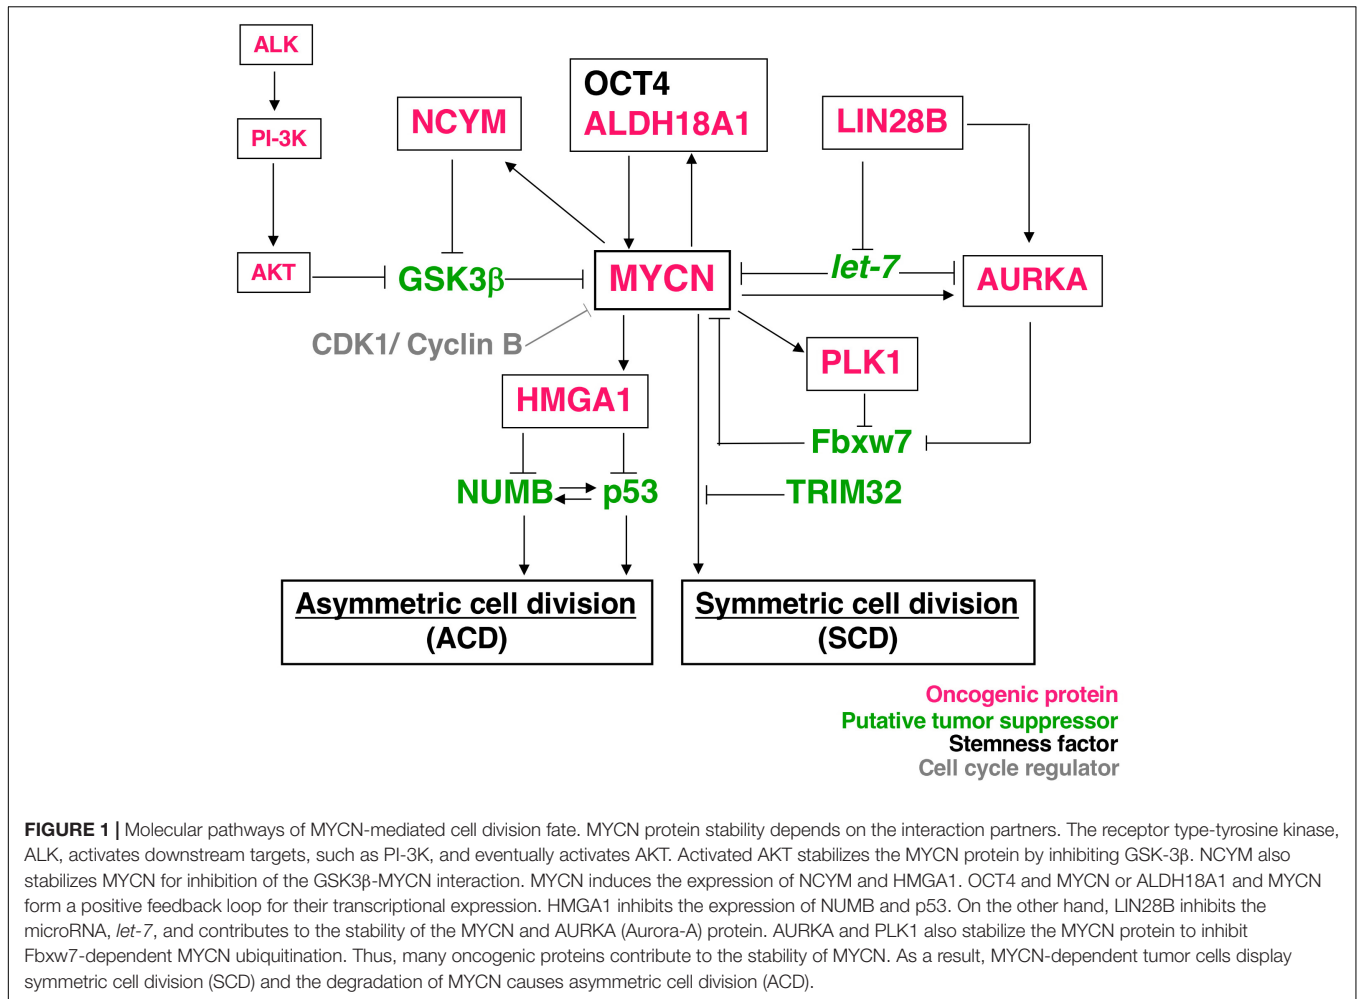 ALK
PI-3K
AKT
NCYM
OCT4
ALDH18A1
LIN28B
GSK3β
MYCN
let-7
AURKA
CDK1/ Cyclin B
PLK1
HMGA1
Fbxw7
NUMB
p53
TRIM32
Asymmetric cell division
(ACD)
Symmetric cell division
(SCD)
Oncogenic protein
Putative tumor suppressor
Stemness factor
Cell cycle regulator
FIGURE 1 | Molecular pathways of MYCN-mediated cell division fate. MYCN protein stability depends on the interaction partners. The receptor type-tyrosine kinase,
ALK, activates downstream targets, such as PI-3K, and eventually activates AKT. Activated AKT stabilizes the MYCN protein by inhibiting GSK-3β. NCYM also
stabilizes MYCN for inhibition of the GSK3β-MYCN interaction. MYCN induces the expression of NCYM and HMGA1. OCT4 and MYCN or ALDH18A1 and MYCN
form a positive feedback loop for their transcriptional expression. HMGA1 inhibits the expression of NUMB and p53. On the other hand, LIN28B inhibits the
microRNA, let-7, and contributes to the stability of the MYCN and AURKA (Aurora-A) protein. AURKA and PLK1 also stabilize the MYCN protein to inhibit
Fbxw7-dependent MYCN ubiquitination. Thus, many oncogenic proteins contribute to the stability of MYCN. As a result, MYCN-dependent tumor cells display
symmetric cell division (SCD) and the degradation of MYCN causes asymmetric cell division (ACD).